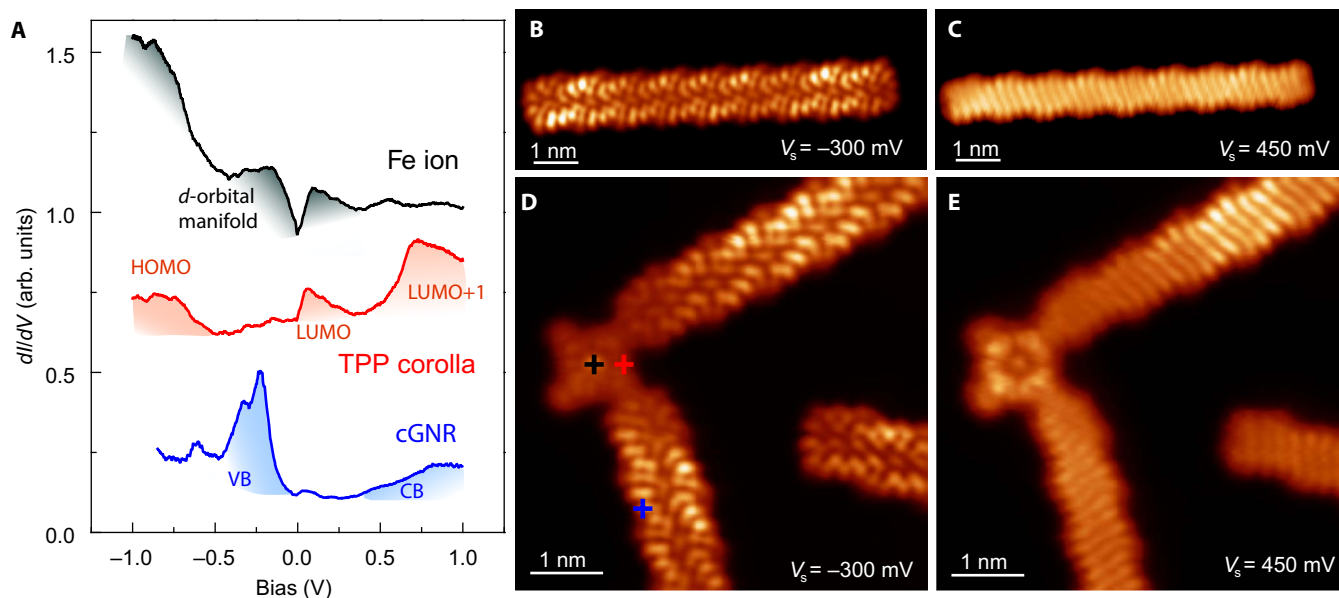 A
dI/dV (arb. units)
1.5
1.0
0.5
0.0
Fe ion
d-orbital
manifold
HOMO
LUMO
LUMO+1
TPP corolla
cGNR
VB
CB
–1.0 –0.5 0.0 0.5 1.0
Bias (V)
B
1 nm
Vs = –300 mV
C
1 nm
Vs = 450 mV
D
1 nm
Vs = –300 mV
E
1 nm
Vs = 450 mV